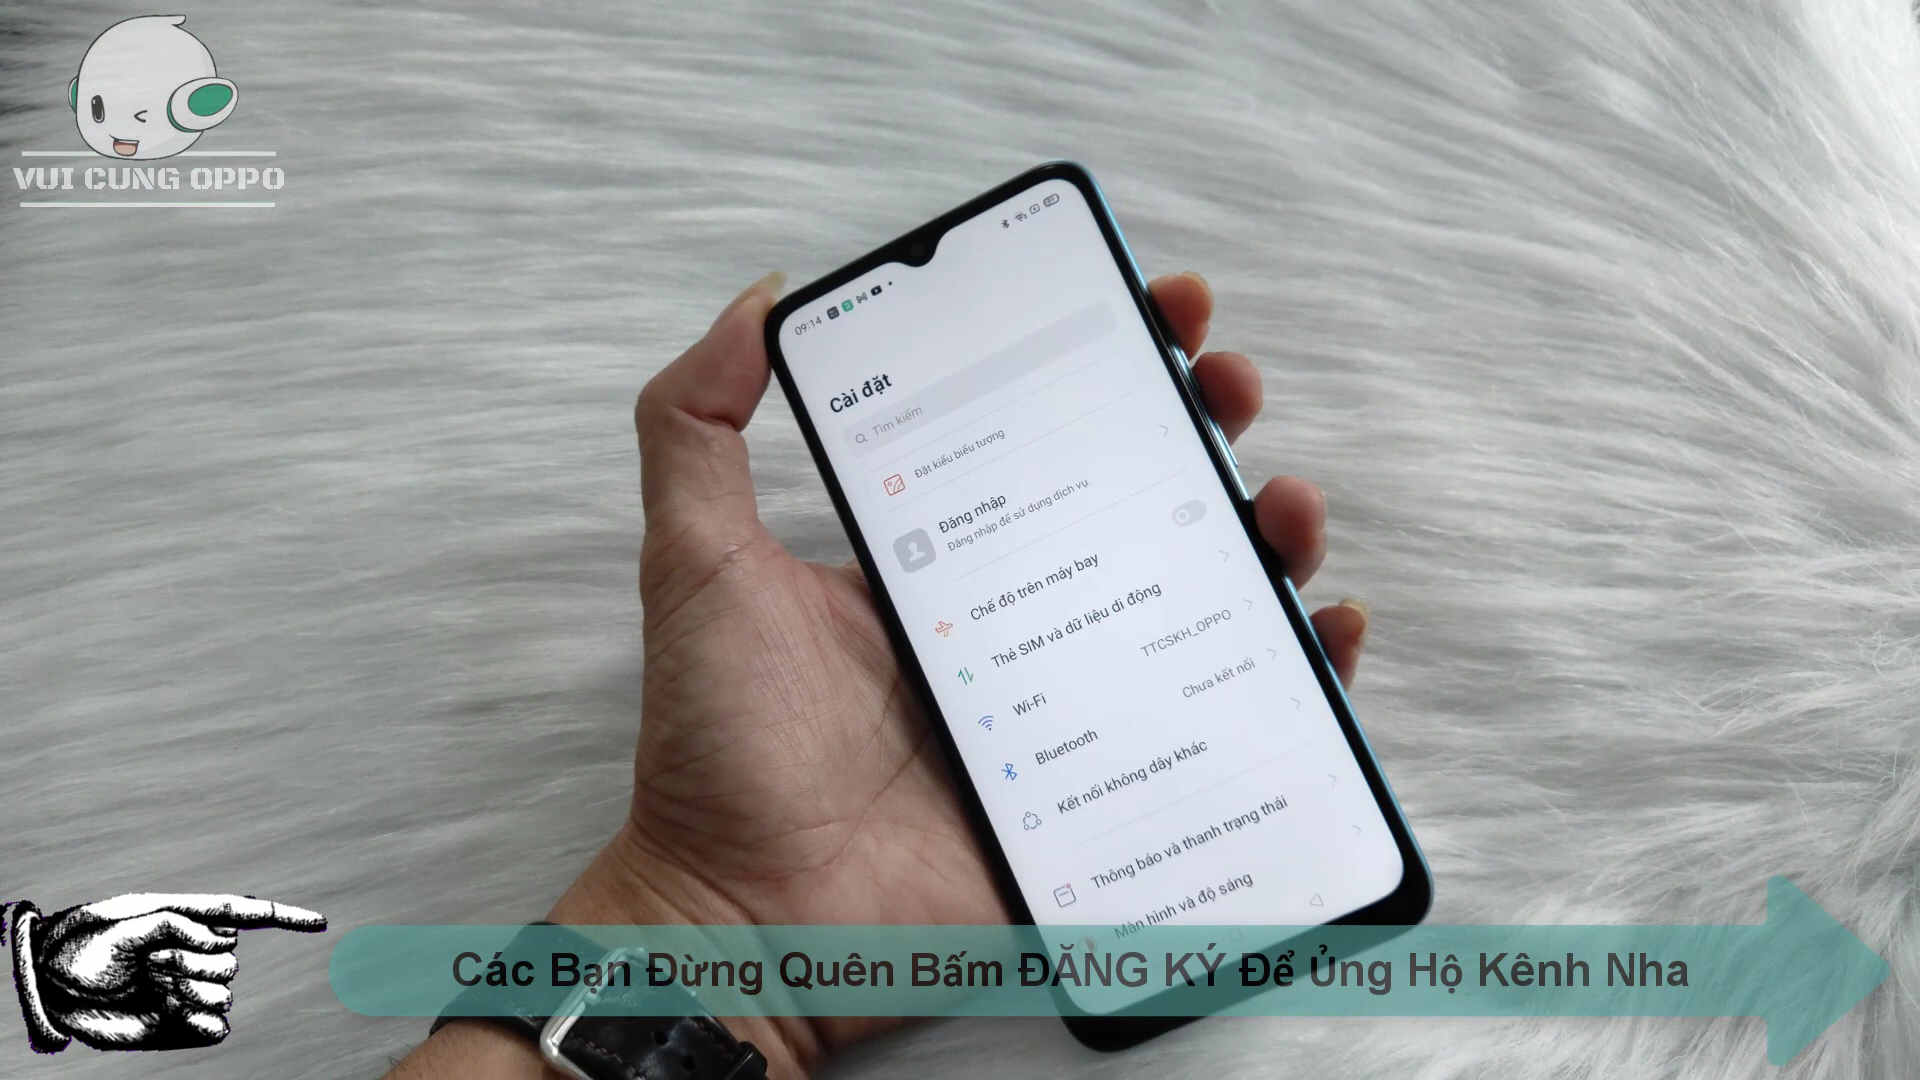 VUI CUNG OPPO
09:14
Cài đặt
Tìm kiếm
Đặt kiểu biểu tượng
Đăng nhập
Đăng nhập để sử dụng dịch vụ.
Chế độ trên máy bay
Thẻ SIM và dữ liệu di động
Wi-Fi TTCSKH_OPPO
Bluetooth Chưa kết nối
Kết nối không dây khác
Thông báo và thanh trạng thái
Màn hình và độ sáng
Các Bạn Đừng Quên Bấm ĐĂNG KÝ Để Ủng Hộ Kênh Nha